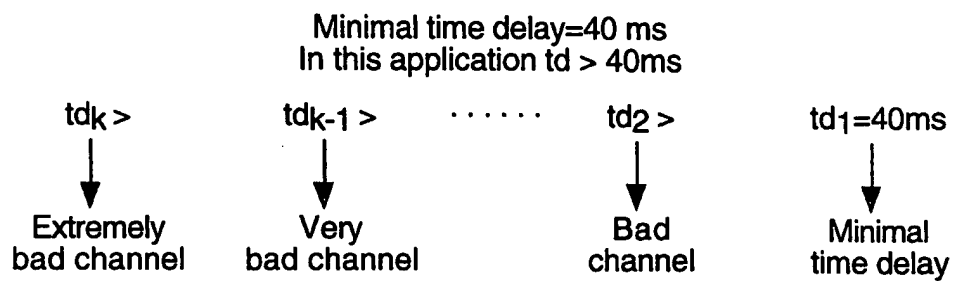 Minimal time delay=40 ms
In this application td > 40ms
tdk > tdk-1 > ...... td2 > td1=40ms
Extremely bad channel
Very bad channel
Bad channel
Minimal time delay